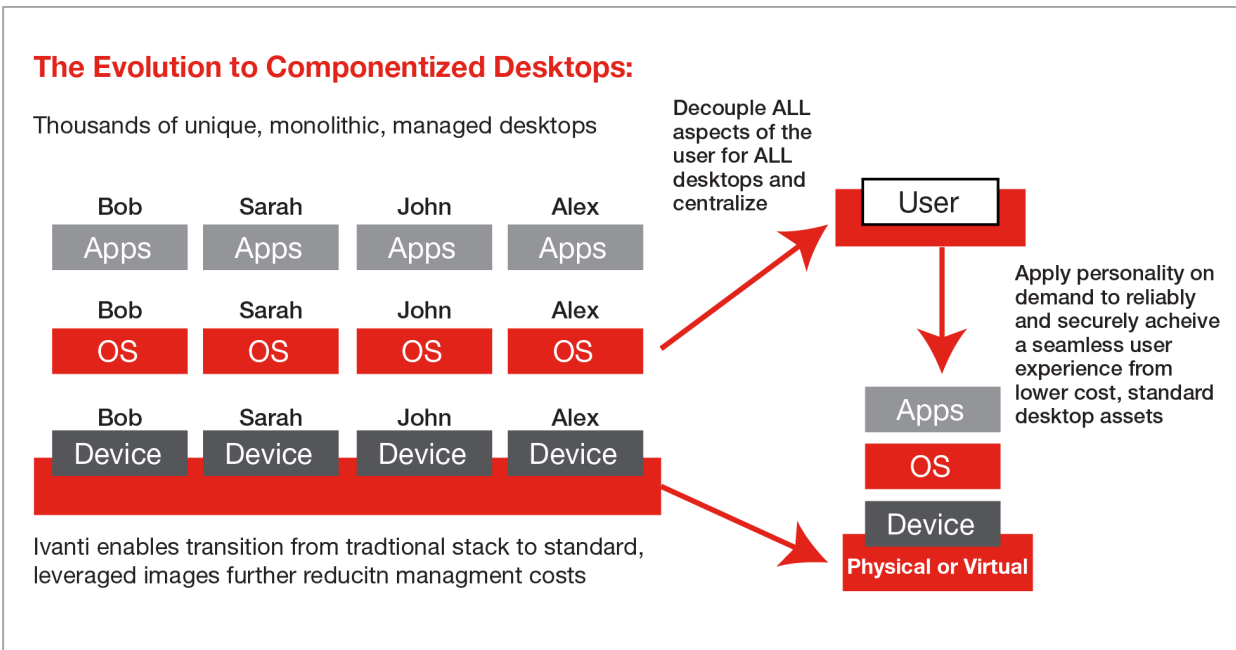 The Evolution to Componentized Desktops:
Thousands of unique, monolithic, managed desktops
Bob Sarah John Alex
Apps Apps Apps Apps
Bob Sarah John Alex
OS OS OS OS
Bob Sarah John Alex
Device Device Device Device
Ivanti enables transition from tradtional stack to standard,
leveraged images further reducitn managment costs
Decouple ALL
aspects of the
user for ALL
desktops and
centralize
User
Apply personality on
demand to reliably
and securely acheive
a seamless user
experience from
lower cost, standard
desktop assets
Apps
OS
Device
Physical or Virtual